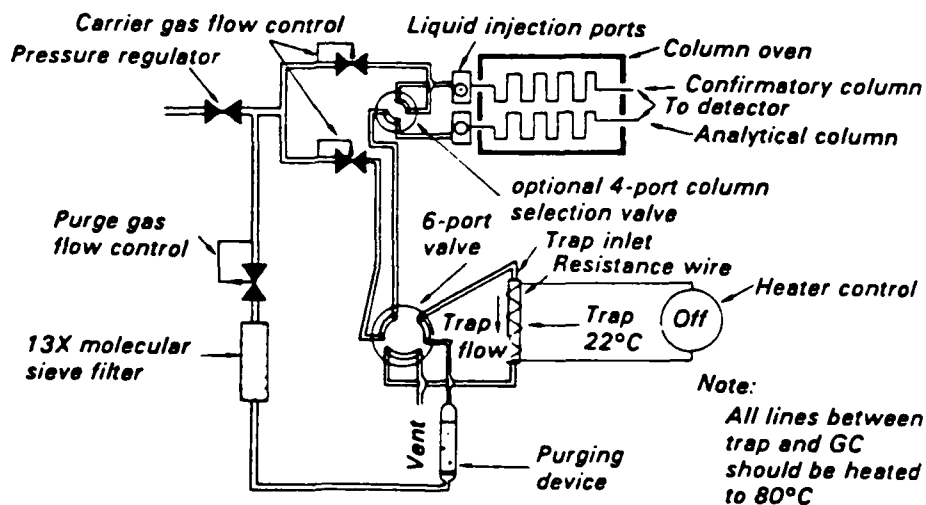 Carrier gas flow control
Pressure regulator
Liquid injection ports
Column oven
Confirmatory column
To detector
Analytical column
optional 4-port column
selection valve
6-port
valve
Purge gas
flow control
Trap inlet
Resistance wire
Heater control
Off
Trap
22°C
Trap
flow
13X molecular
sieve filter
Vent
Purging
device
Note:
All lines between
trap and GC
should be heated
to 80°C